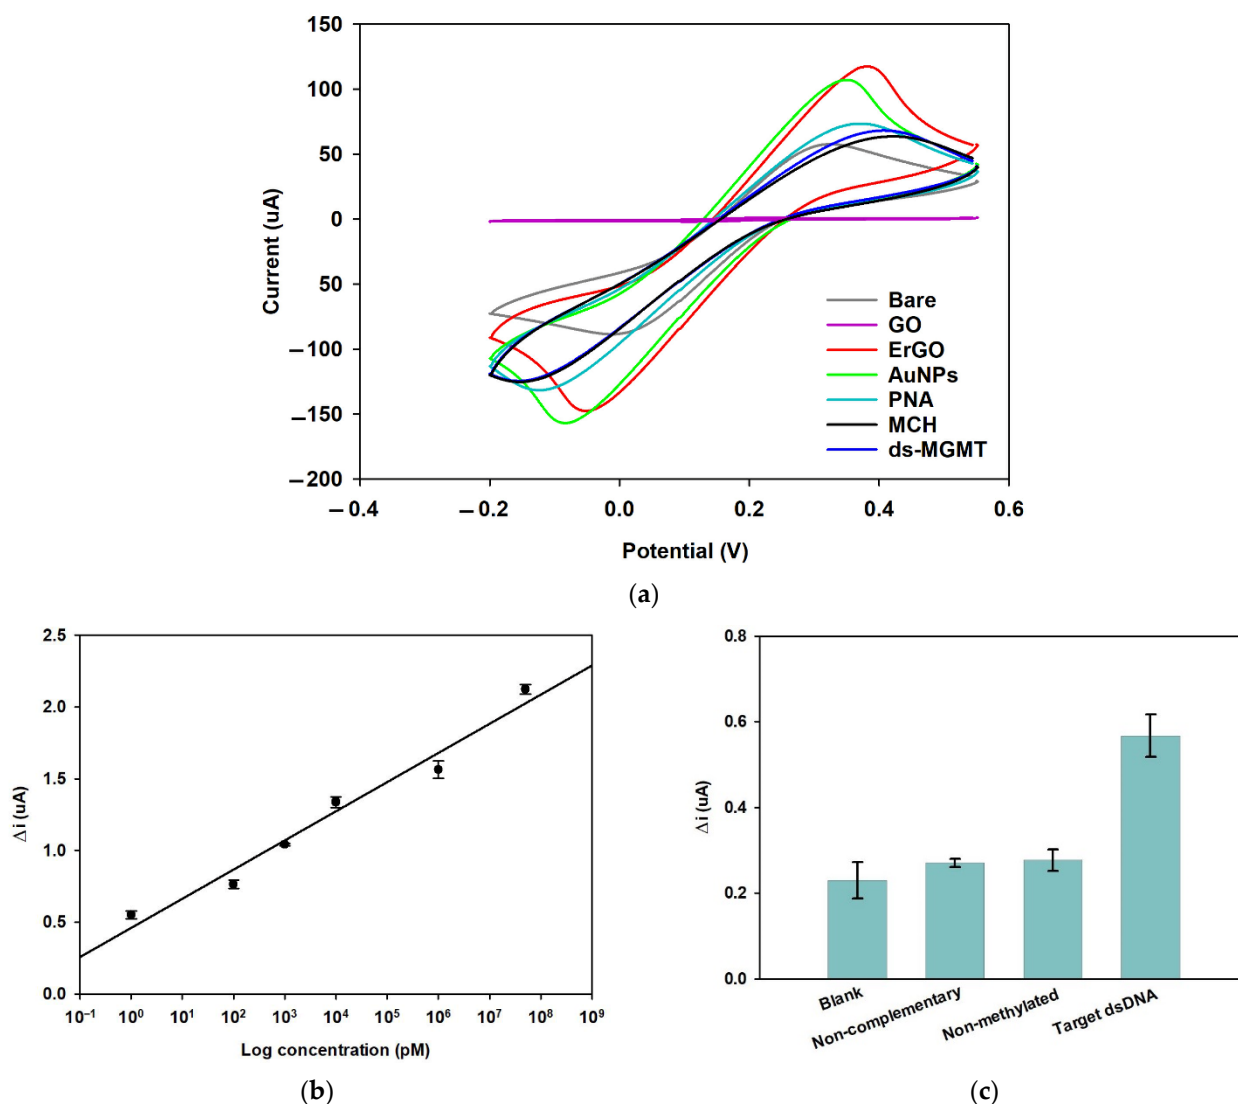 150
100
50
0
50
−100
−150
−200
Current (uA)
−0.4
−0.2
0.0
0.2
0.4
0.6
Potential (V)
Bare
GO
ErGO
AuNPs
PNA
MCH
ds-MGMT
(a)
2.5
2.0
1.5
1.0
0.5
0.0
Δi (uA)
10⁻¹ 10⁰ 10¹ 10² 10³ 10⁴ 10⁵ 10⁶ 10⁷ 10⁸ 10⁹
Log concentration (pM)
(b)
0.8
0.6
0.4
0.2
0.0
Δi (uA)
Blank
Non-complementary
Non-methylated
Target dsDNA
(c)